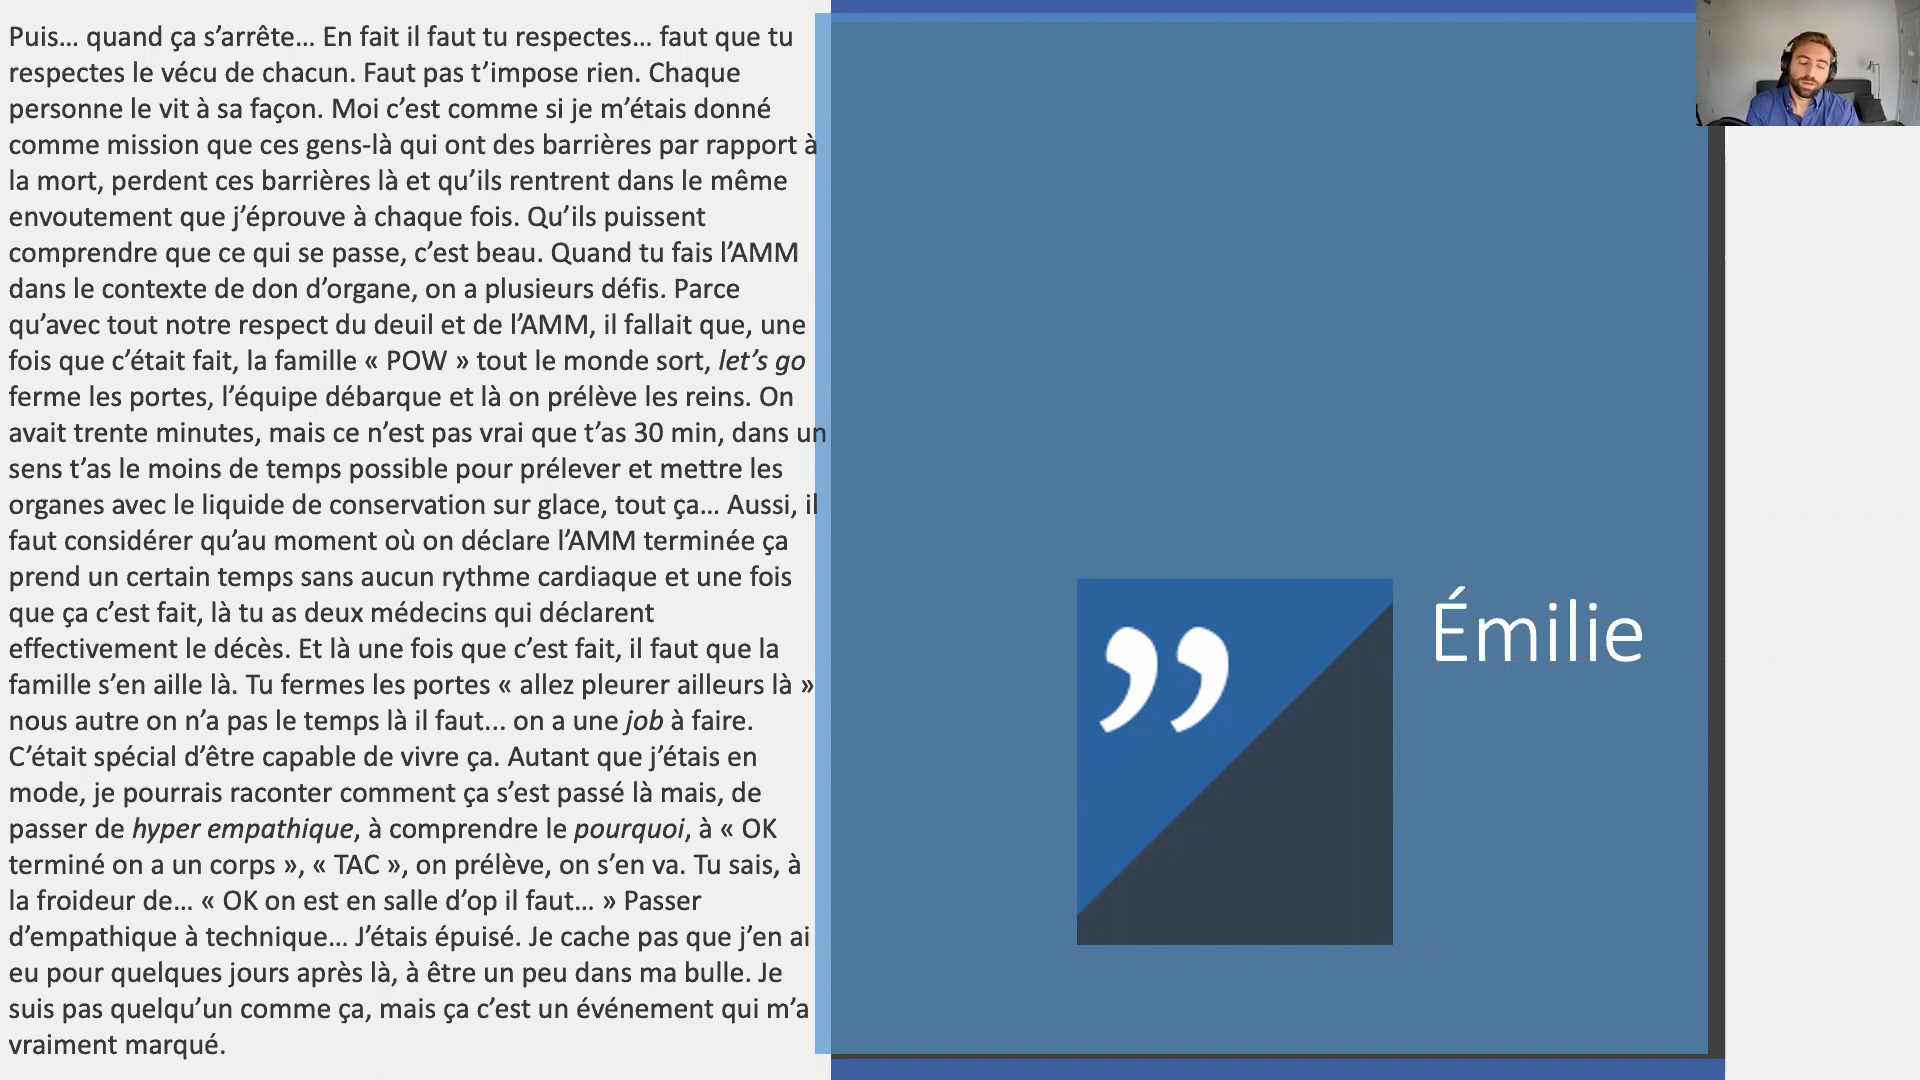 Puis… quand ça s’arrête… En fait il faut tu respectes… faut que tu
respectes le vécu de chacun. Faut pas t’impose rien. Chaque
personne le vit à sa façon. Moi c’est comme si je m’étais donné
comme mission que ces gens-là qui ont des barrières par rapport à
la mort, perdent ces barrières là et qu’ils rentrent dans le même
envoutement que j’éprouve à chaque fois. Qu’ils puissent
comprendre que ce qui se passe, c’est beau. Quand tu fais l’AMM
dans le contexte de don d’organe, on a plusieurs défis. Parce
qu’avec tout notre respect du deuil et de l’AMM, il fallait que, une
fois que c’était fait, la famille « POW » tout le monde sort, let’s go
ferme les portes, l’équipe débarque et là on prélève les reins. On
avait trente minutes, mais ce n’est pas vrai que t’as 30 min, dans un
sens t’as le moins de temps possible pour prélever et mettre les
organes avec le liquide de conservation sur glace, tout ça… Aussi, il
faut considérer qu’au moment où on déclare l’AMM terminée ça
prend un certain temps sans aucun rythme cardiaque et une fois
que ça c’est fait, là tu as deux médecins qui déclarent
effectivement le décès. Et là une fois que c’est fait, il faut que la
famille s’en aille là. Tu fermes les portes « allez pleurer ailleurs là »
nous autre on n’a pas le temps là il faut... on a une job à faire.
C’était spécial d’être capable de vivre ça. Autant que j’étais en
mode, je pourrais raconter comment ça s’est passé là mais, de
passer de hyper empathique, à comprendre le pourquoi, à « OK
terminé on a un corps », « TAC », on prélève, on s’en va. Tu sais, à
la froideur de… « OK on est en salle d’op il faut… » Passer
d’empathique à technique… J’étais épuisé. Je cache pas que j’en ai
eu pour quelques jours après là, à être un peu dans ma bulle. Je
suis pas quelqu’un comme ça, mais ça c’est un événement qui m’a
vraiment marqué.
”
Émilie